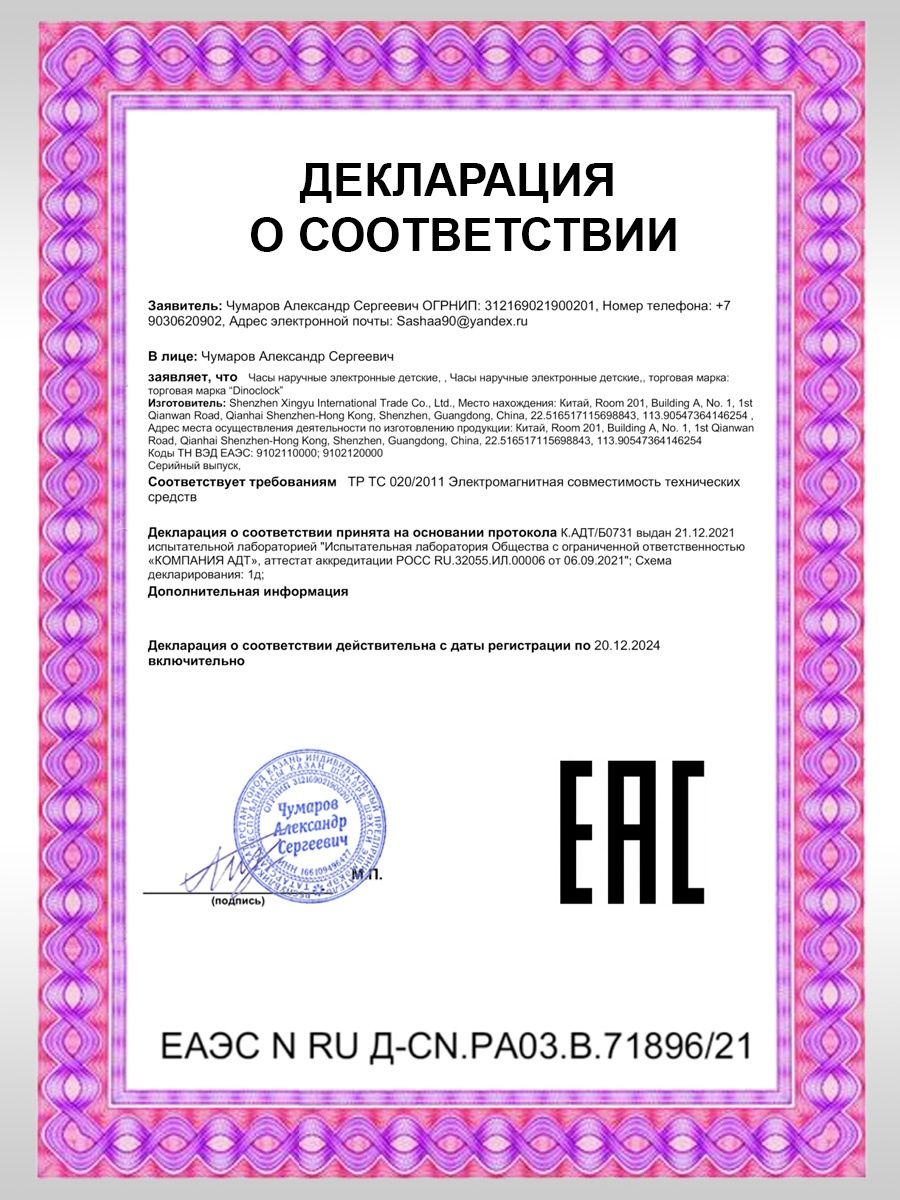 ДЕКЛАРАЦИЯ
О СООТВЕТСТВИИ
Заявитель: Чумаров Александр Сергеевич ОГРНИП: 312169021900201, Номер телефона: +7
9030620902, Адрес электронной почты: Sashaa90@yandex.ru
В лице: Чумаров Александр Сергеевич
заявляет, что Часы наручные электронные детские, , Часы наручные электронные детские,, торговая марка:
торговая марка “Dinoclock”
Изготовитель: Shenzhen Xingyu International Trade Co., Ltd., Место нахождения: Китай, Room 201, Building A, No. 1, 1st
Qianwan Road, Qianhai Shenzhen-Hong Kong, Shenzhen, Guangdong, China, 22.516517115698843, 113.90547364146254 ,
Адрес места осуществления деятельности по изготовлению продукции: Китай, Room 201, Building A, No. 1, 1st Qianwan
Road, Qianhai Shenzhen-Hong Kong, Shenzhen, Guangdong, China, 22.516517115698843, 113.90547364146254
Коды ТН ВЭД ЕАЭС: 9102110000; 9102120000
Серийный выпуск,
Соответствует требованиям ТР ТС 020/2011 Электромагнитная совместимость технических
средств
Декларация о соответствии принята на основании протокола К.АДТ/Б0731 выдан 21.12.2021
испытательной лабораторией "Испытательная лаборатория Общества с ограниченной ответственностью
«КОМПАНИЯ АДТ», аттестат аккредитации РОСС RU.32055.ИЛ.00006 от 06.09.2021"; Схема
декларирования: 1д;
Дополнительная информация
Декларация о соответствии действительна с даты регистрации по 20.12.2024
включительно
ОГРНИП 312169021900201
Чумаров
Александр
Сергеевич
М.П.
(подпись)
EAC
ЕАЭС N RU Д-CN.РА03.В.71896/21